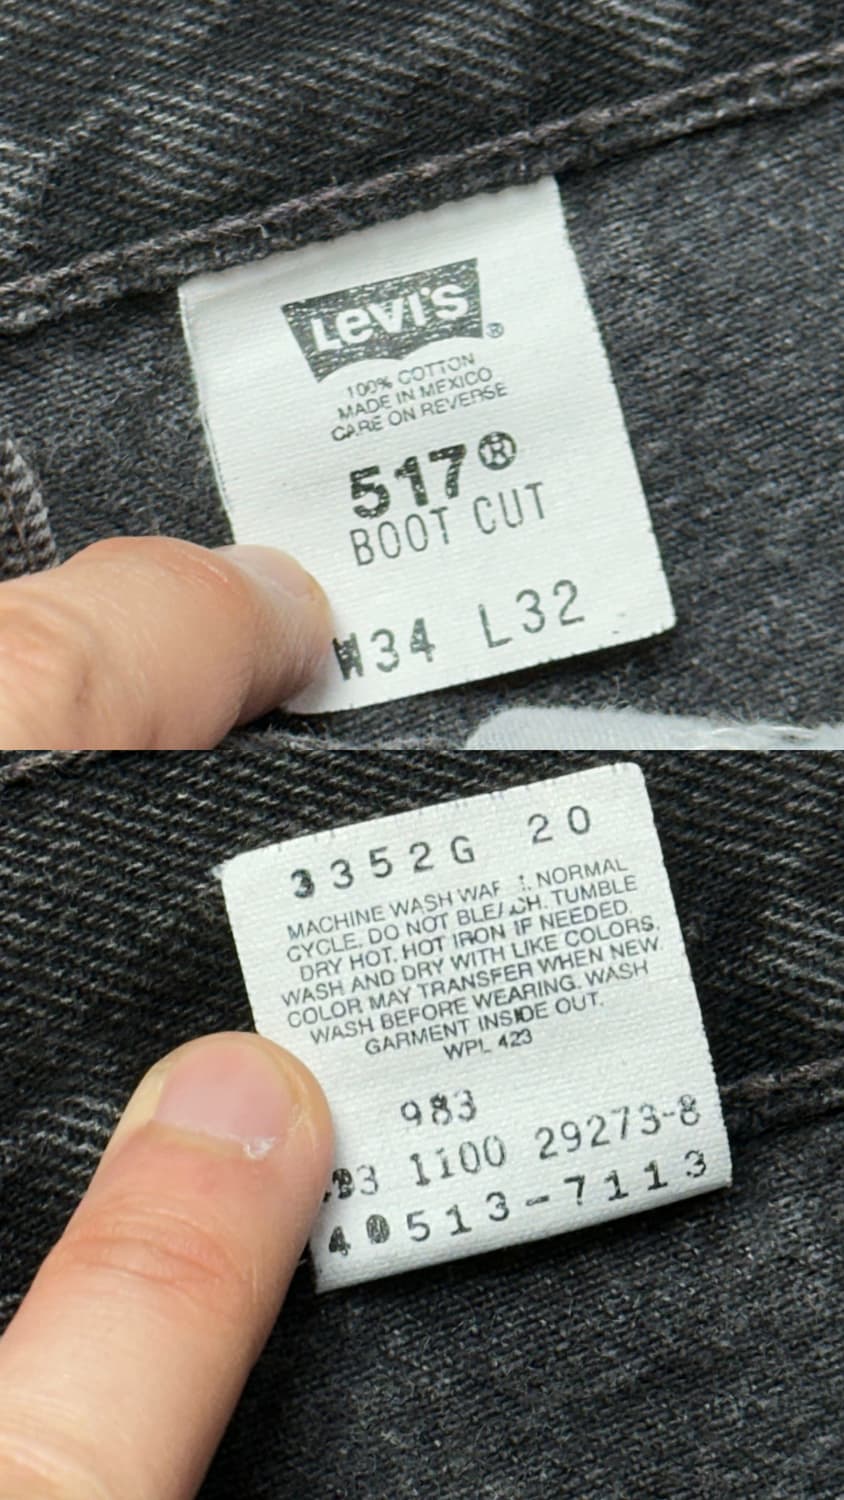 LEVI'S®
100% COTTON
MADE IN MEXICO
CARE ON REVERSE
517®
BOOT CUT
W34 L32
3352G 20
MACHINE WASH NORMAL
CYCLE. DO NOT BLEACH. TUMBLE
DRY HOT. HOT IRON IF NEEDED.
WASH AND DRY WITH LIKE COLORS.
COLOR MAY TRANSFER WHEN NEW.
WASH BEFORE WEARING. WASH
GARMENT INSIDE OUT.
WPL 423
983
1100 29273-8
40513-7113